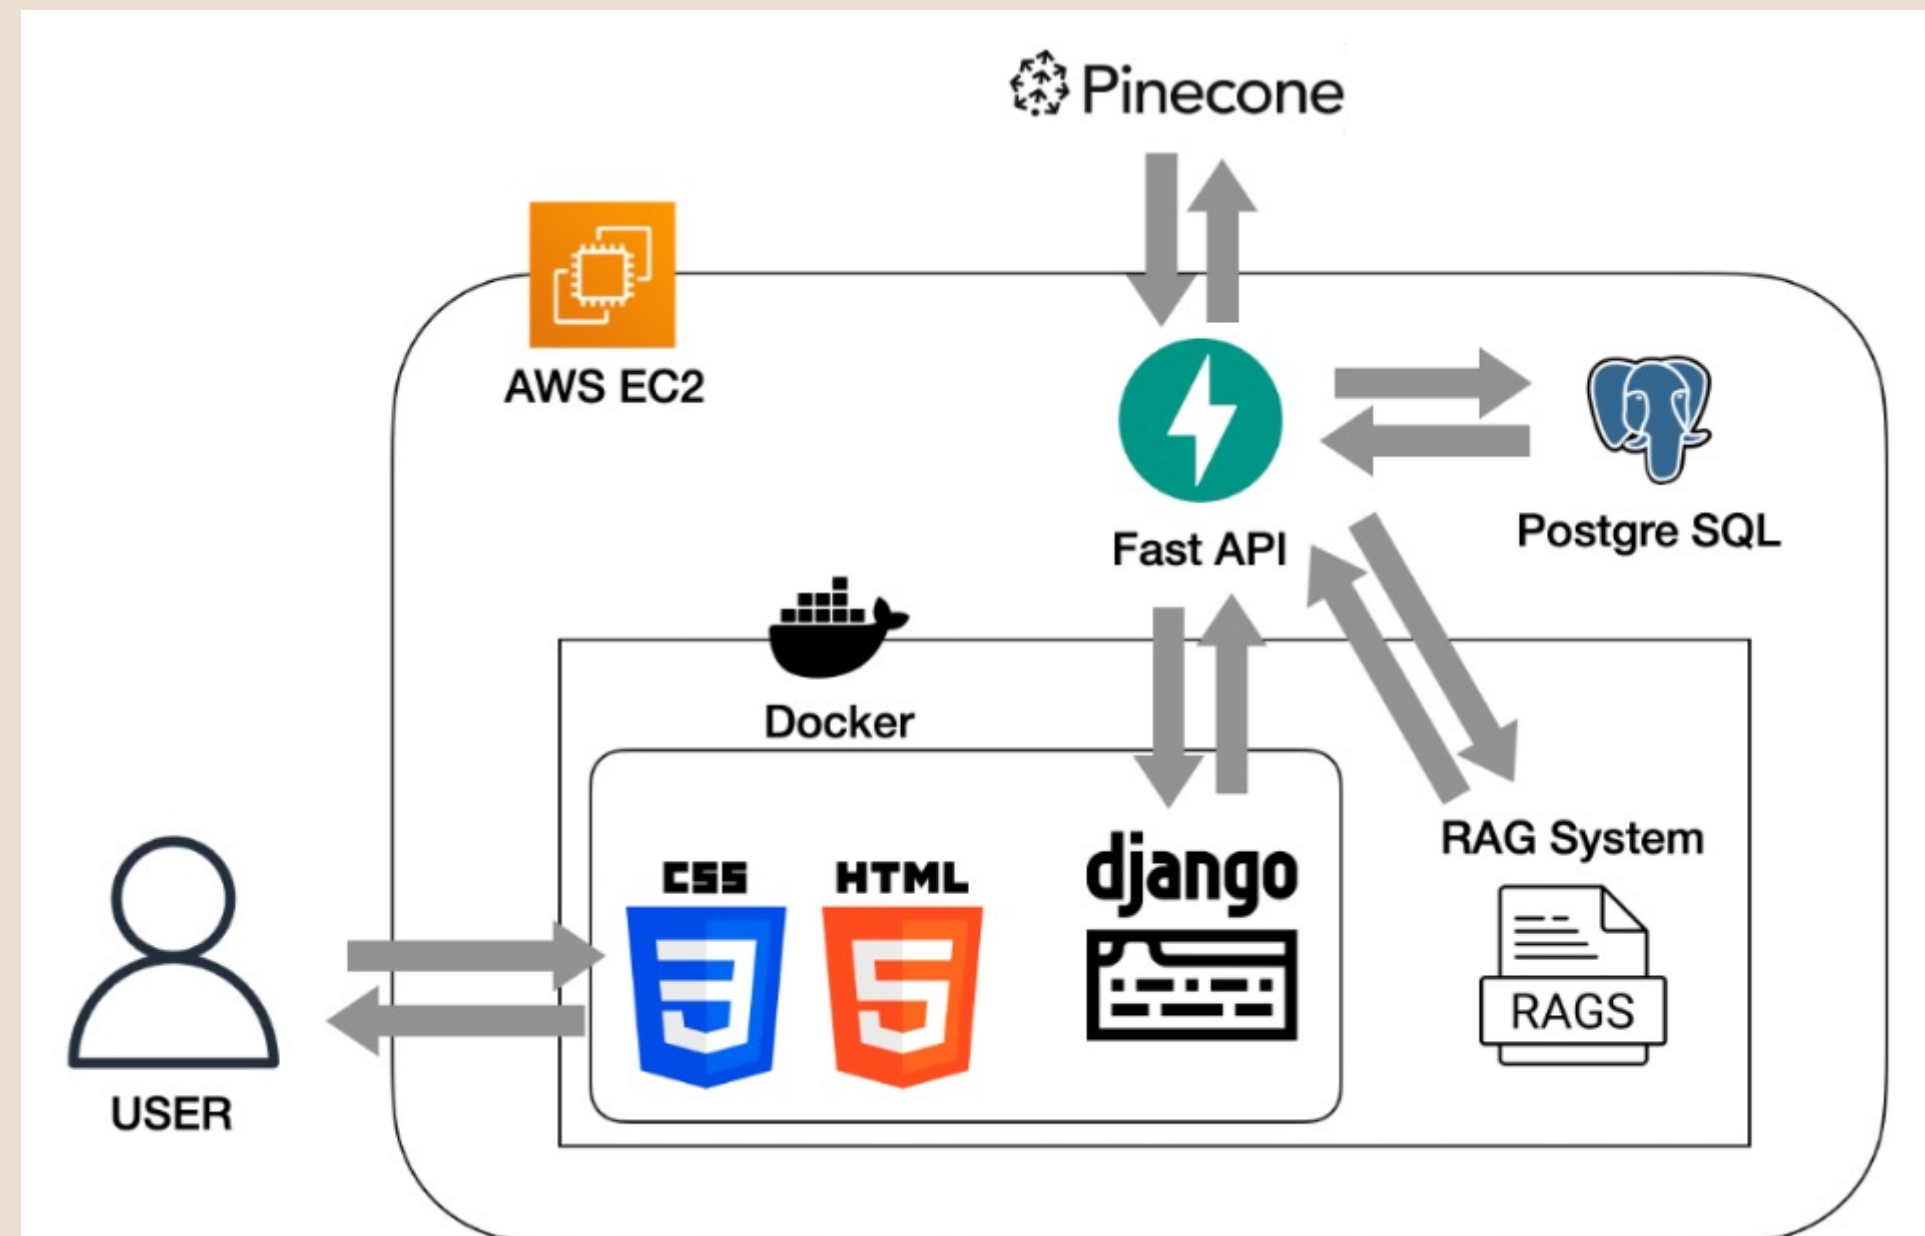 Pinecone
AWS EC2
Fast API
Postgre SQL
Docker
RAG System
CSS
HTML
django
RAGS
USER